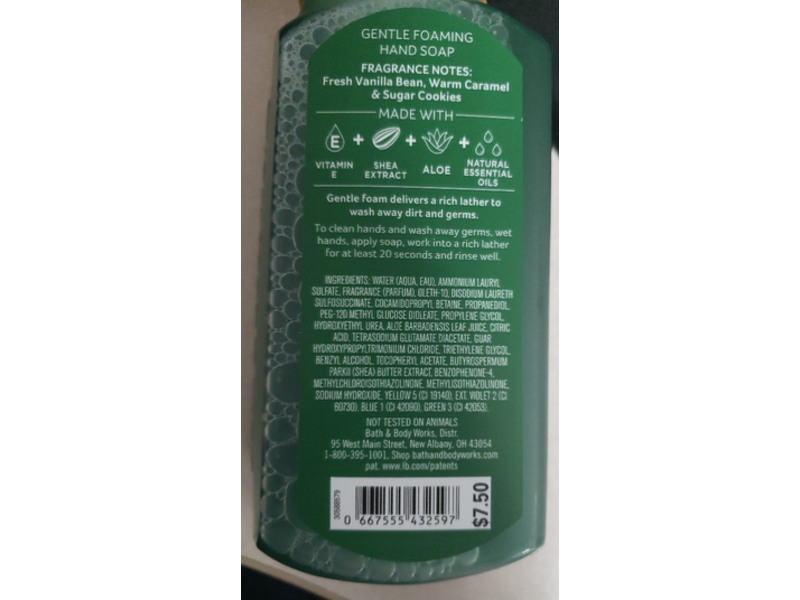 GENTLE FOAMING
HAND SOAP
FRAGRANCE NOTES:
Fresh Vanilla Bean, Warm Caramel
& Sugar Cookies
MADE WITH
E + + +
VITAMIN E SHEA EXTRACT ALOE NATURAL ESSENTIAL OILS
Gentle foam delivers a rich lather to
wash away dirt and germs.
To clean hands and wash away germs, wet
hands, apply soap, work into a rich lather
for at least 20 seconds and rinse well.
INGREDIENTS: WATER (AQUA, EAU), AMMONIUM LAURYL
SULFATE, FRAGRANCE (PARFUM), OLETH-10, DISODIUM LAURETH
SULFOSUCCINATE, COCAMIDOPROPYL BETAINE, PROPANEDIOL,
PEG-120 METHYL GLUCOSE DIOLEATE, PROPYLENE GLYCOL,
HYDROXYETHYL UREA, ALOE BARBADENSIS LEAF JUICE, CITRIC
ACID, TETRASODIUM GLUTAMATE DIACETATE, GUAR
HYDROXYPROPYLTRIMONIUM CHLORIDE, TRIETHYLENE GLYCOL,
BENZYL ALCOHOL, TOCOPHERYL ACETATE, BUTYROSPERMUM
PARKII (SHEA) BUTTER EXTRACT, BENZOPHENONE-4,
METHYLCHLOROISOTHIAZOLINONE, METHYLISOTHIAZOLINONE,
SODIUM HYDROXIDE, YELLOW 5 (CI 19140), EXT. VIOLET 2 (CI
60730), BLUE 1 (CI 42090), GREEN 3 (CI 42053).
NOT TESTED ON ANIMALS
Bath & Body Works, Distr.
95 West Main Street, New Albany, OH 43054
1-800-395-1001, Shop bathandbodyworks.com
pat. www.lb.com/patents
30588579
0 667555 432597
$7.50